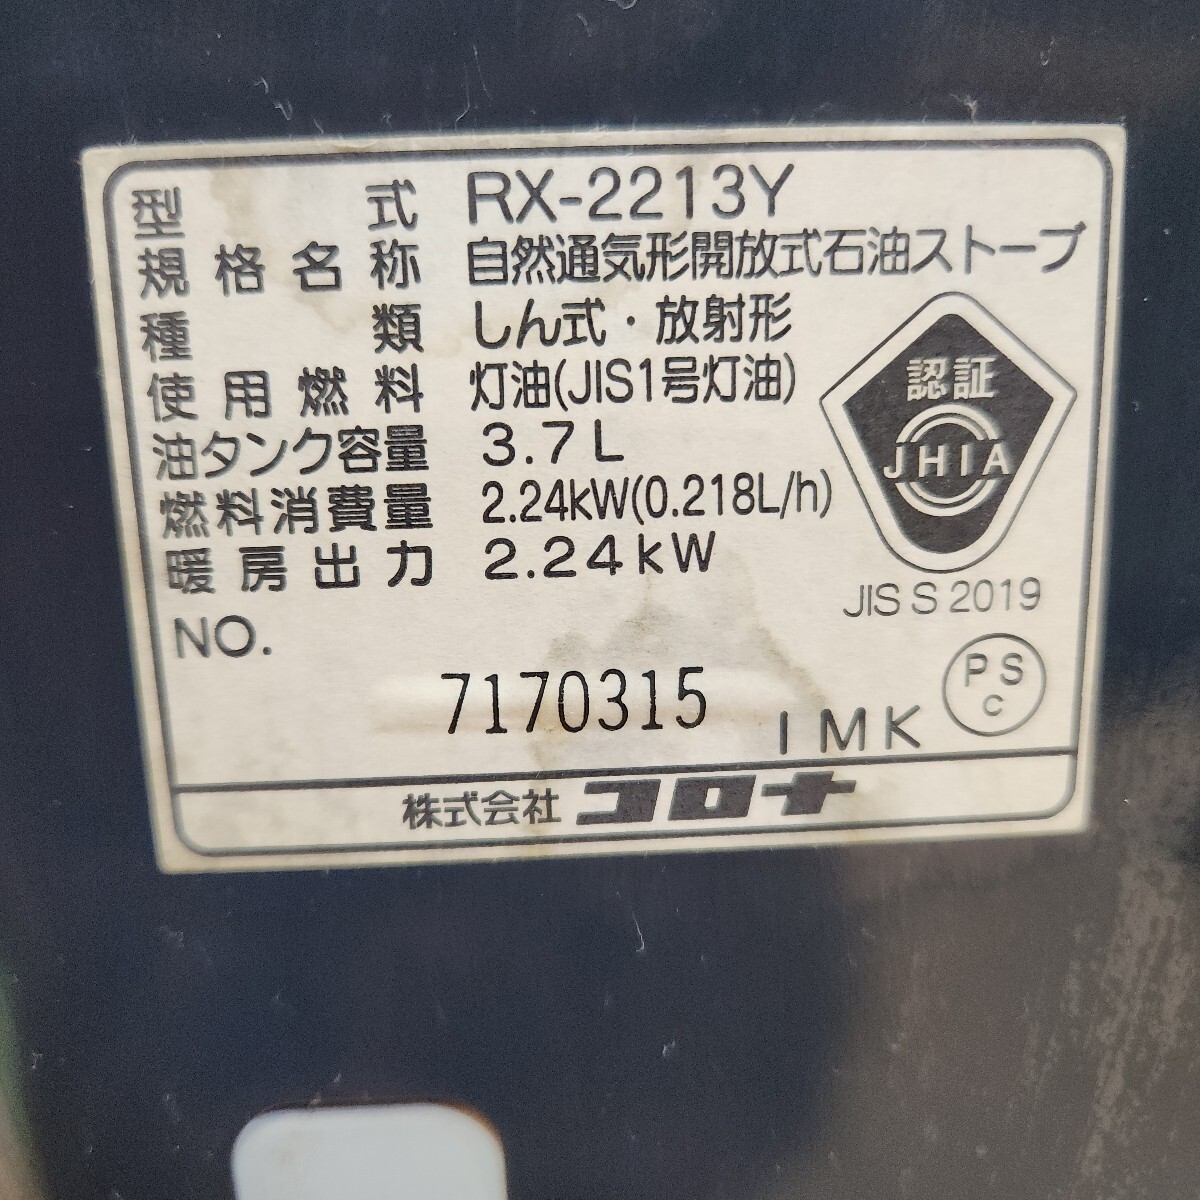 型式 RX-2213Y
規格名称 自然通気形開放式石油ストーブ
種類 しん式・放射形
使用燃料 灯油(JIS1号灯油)
油タンク容量 3.7L
燃料消費量 2.24kW(0.218L/h)
暖房出力 2.24kW
認証
JHIA
JIS S 2019
NO.
7170315
IMK
PS
C
株式会社コロナ